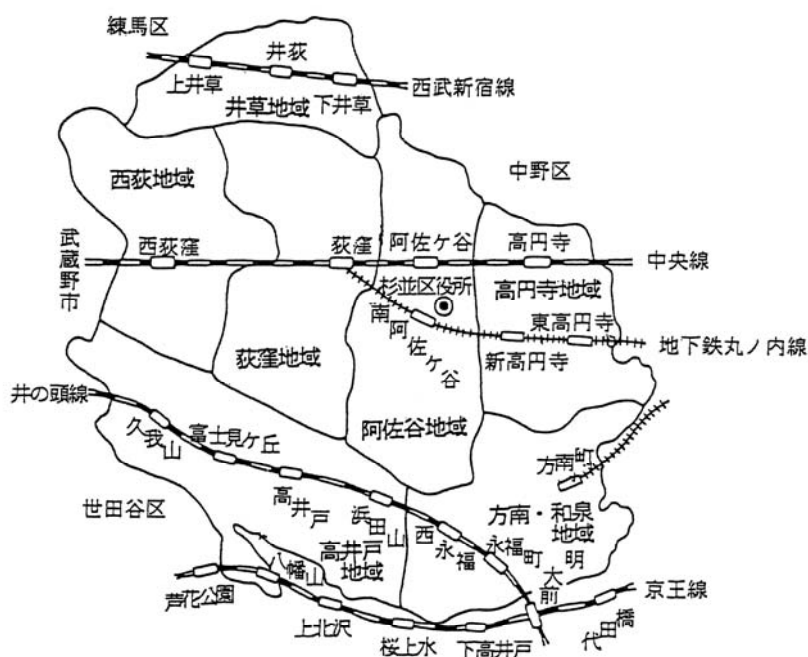 練馬区
井荻
上井草
下井草
西武新宿線
井草地域
西荻地域
中野区
武蔵野市
西荻窪
荻窪
阿佐ケ谷
高円寺
中央線
杉並区役所
高円寺地域
南阿佐ケ谷
新高円寺
東高円寺
地下鉄丸ノ内線
荻窪地域
井の頭線
久我山
富士見ケ丘
阿佐谷地域
方南町
高井戸
浜田山
西永福
永福町
明大前
方南・和泉
地域
世田谷区
高井戸
地域
八幡山
芦花公園
上北沢
桜上水
下高井戸
代田橋
京王線